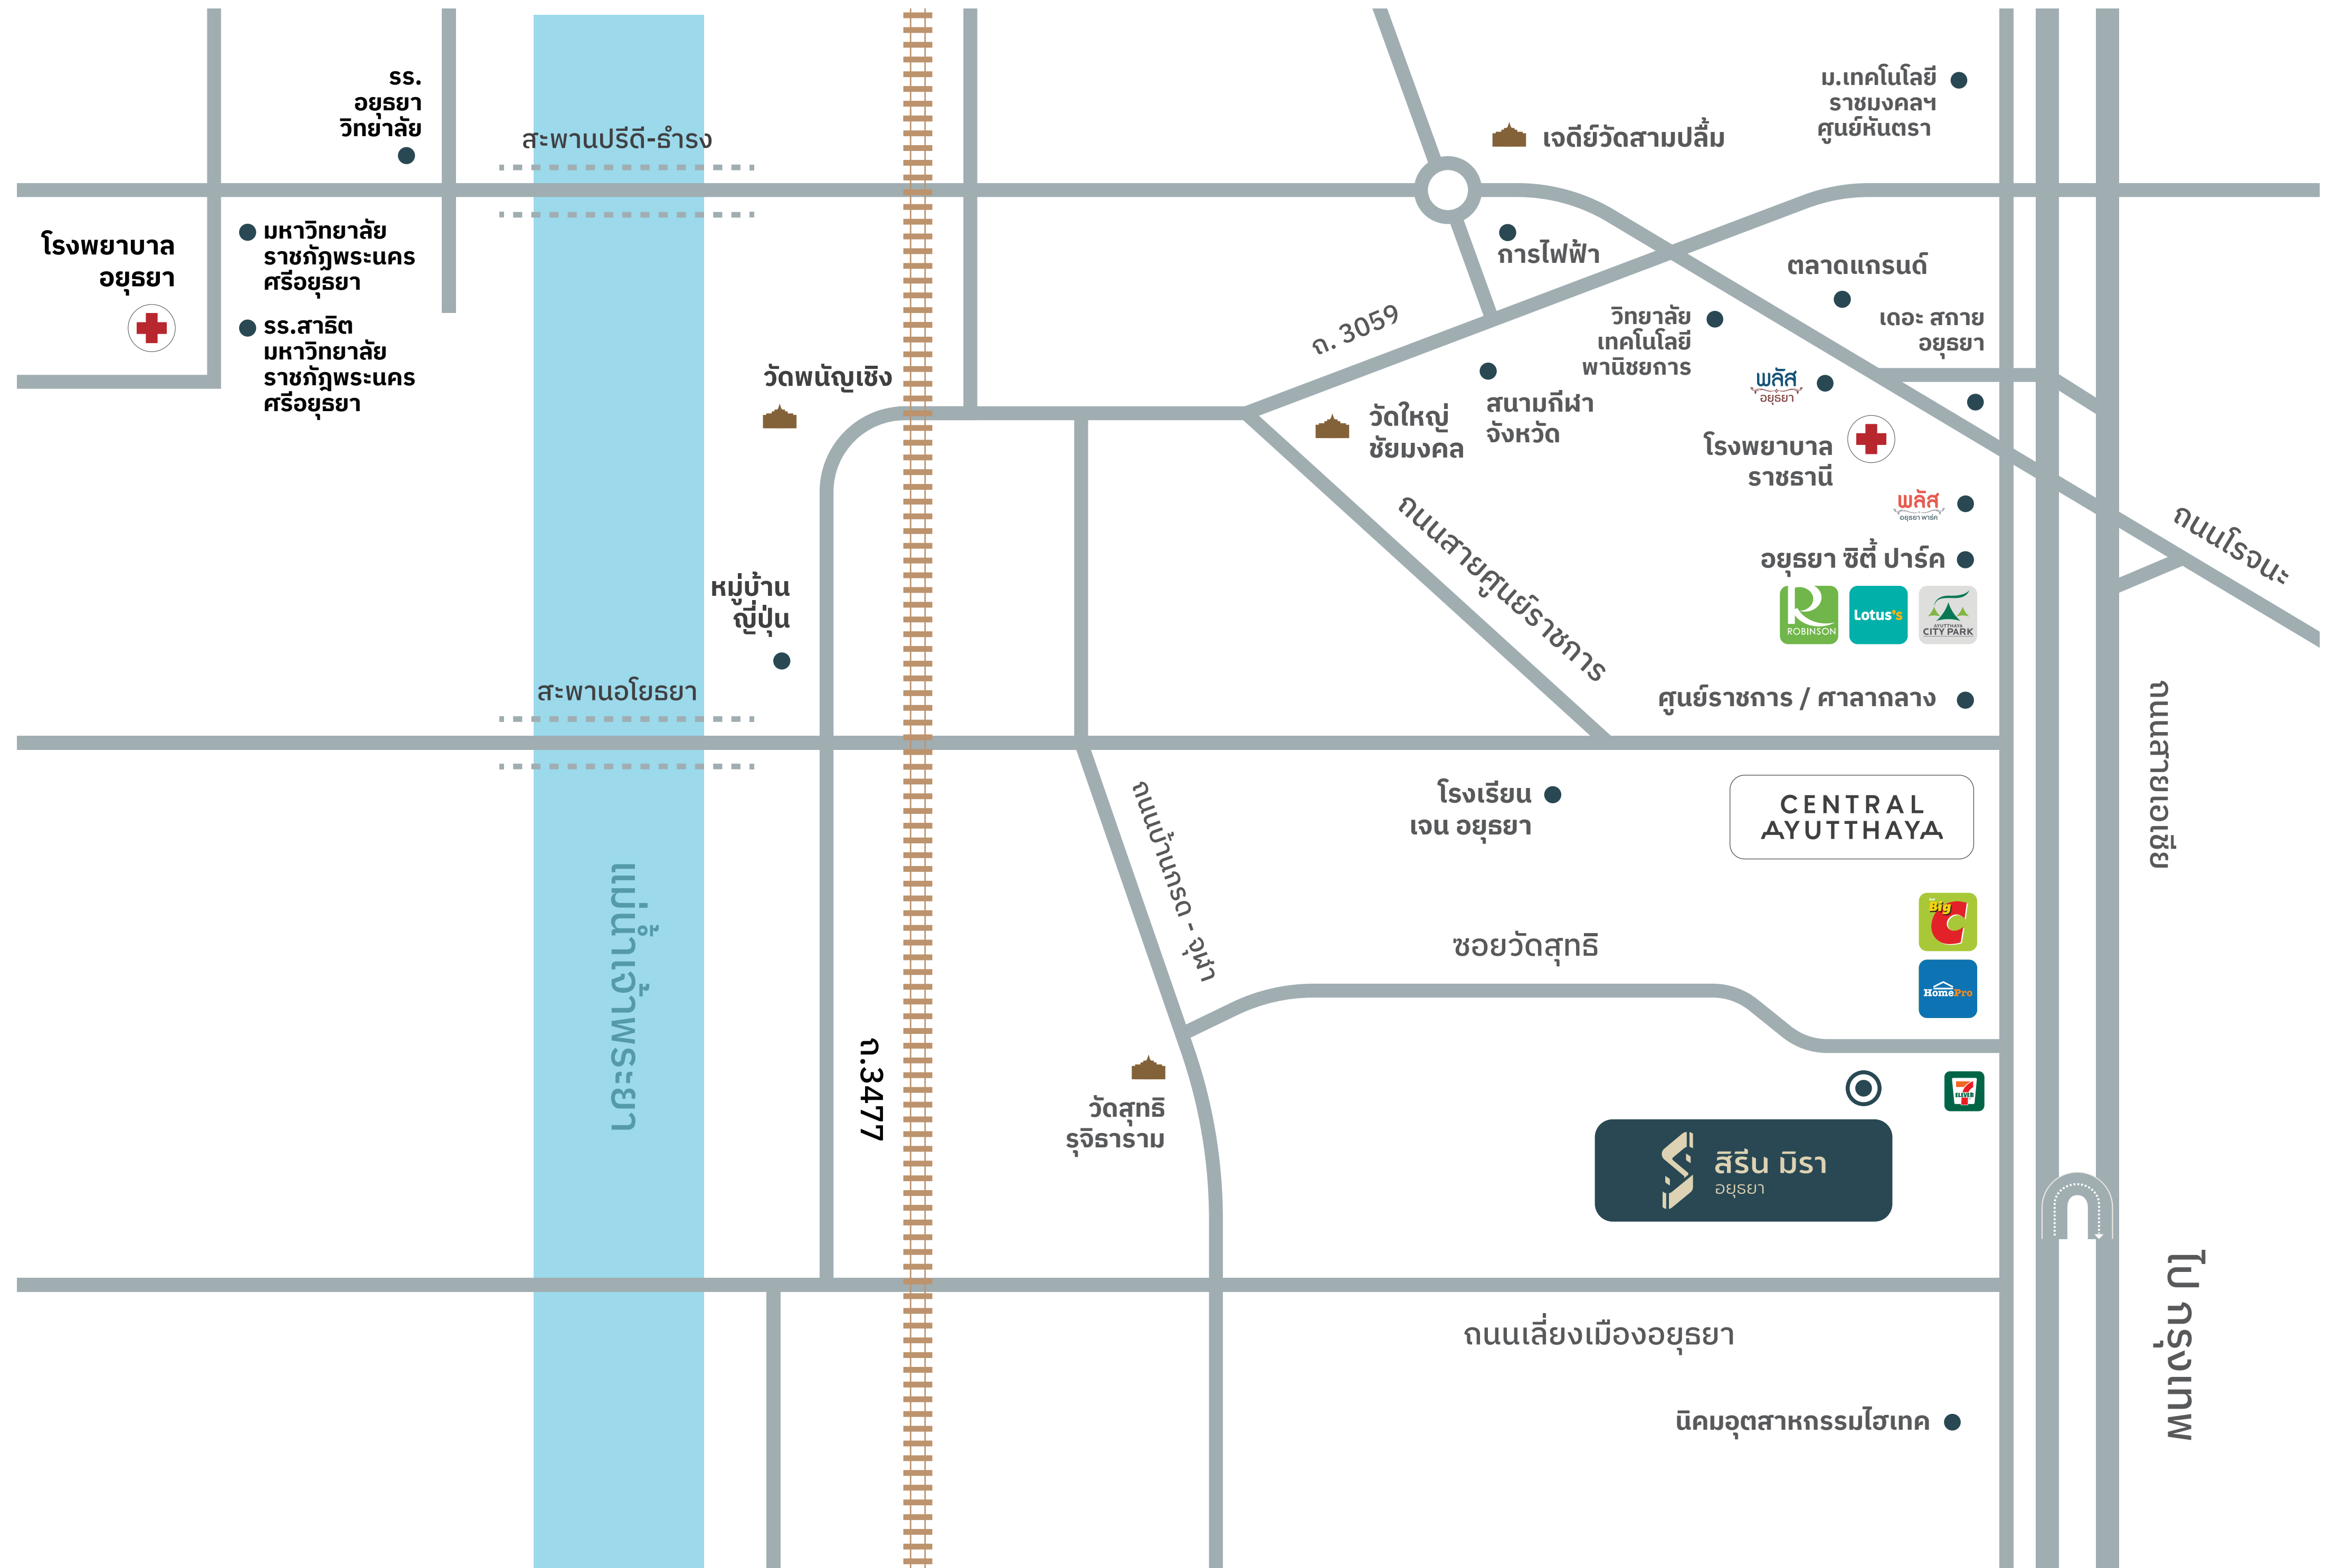 รร.
อยุธยา
วิทยาลัย
สะพานปรีดี-ธำรง
เจดีย์วัดสามปลื้ม
ม.เทคโนโลยี
ราชมงคลฯ
ศูนย์หันตรา
โรงพยาบาล
อยุธยา
มหาวิทยาลัย
ราชภัฏพระนคร
ศรีอยุธยา
รร.สาธิต
มหาวิทยาลัย
ราชภัฏพระนคร
ศรีอยุธยา
การไฟฟ้า
ตลาดแกรนด์
ถ. 3059
วิทยาลัย
เทคโนโลยี
พานิชยการ
เดอะ สกาย
อยุธยา
วัดพนัญเชิง
พลัส
อยุธยา
วัดใหญ่
ชัยมงคล
สนามกีฬา
จังหวัด
โรงพยาบาล
ราชธานี
พลัส
อยุธยา พาร์ค
ถนนโรจนะ
ถนนสายศูนย์ราชการ
อยุธยา ซิตี้ ปาร์ค
ROBINSON
Lotus's
AYUTTHAYA
CITY PARK
หมู่บ้าน
ญี่ปุ่น
สะพานอโยธยา
ศูนย์ราชการ / ศาลากลาง
ถนนสายเอเชีย
โรงเรียน
เจน อยุธยา
CENTRAL
AYUTTHAYA
ถนนบ้านกรด - จุฬา
แม่น้ำเจ้าพระยา
Big
C
ซอยวัดสุทธิ
HomePro
ถ.3477
7
ELEVEn
วัดสุทธิ
รุจิธาราม
สิรีน มิรา
อยุธยา
ไป กรุงเทพ
ถนนเลี่ยงเมืองอยุธยา
นิคมอุตสาหกรรมไฮเทค